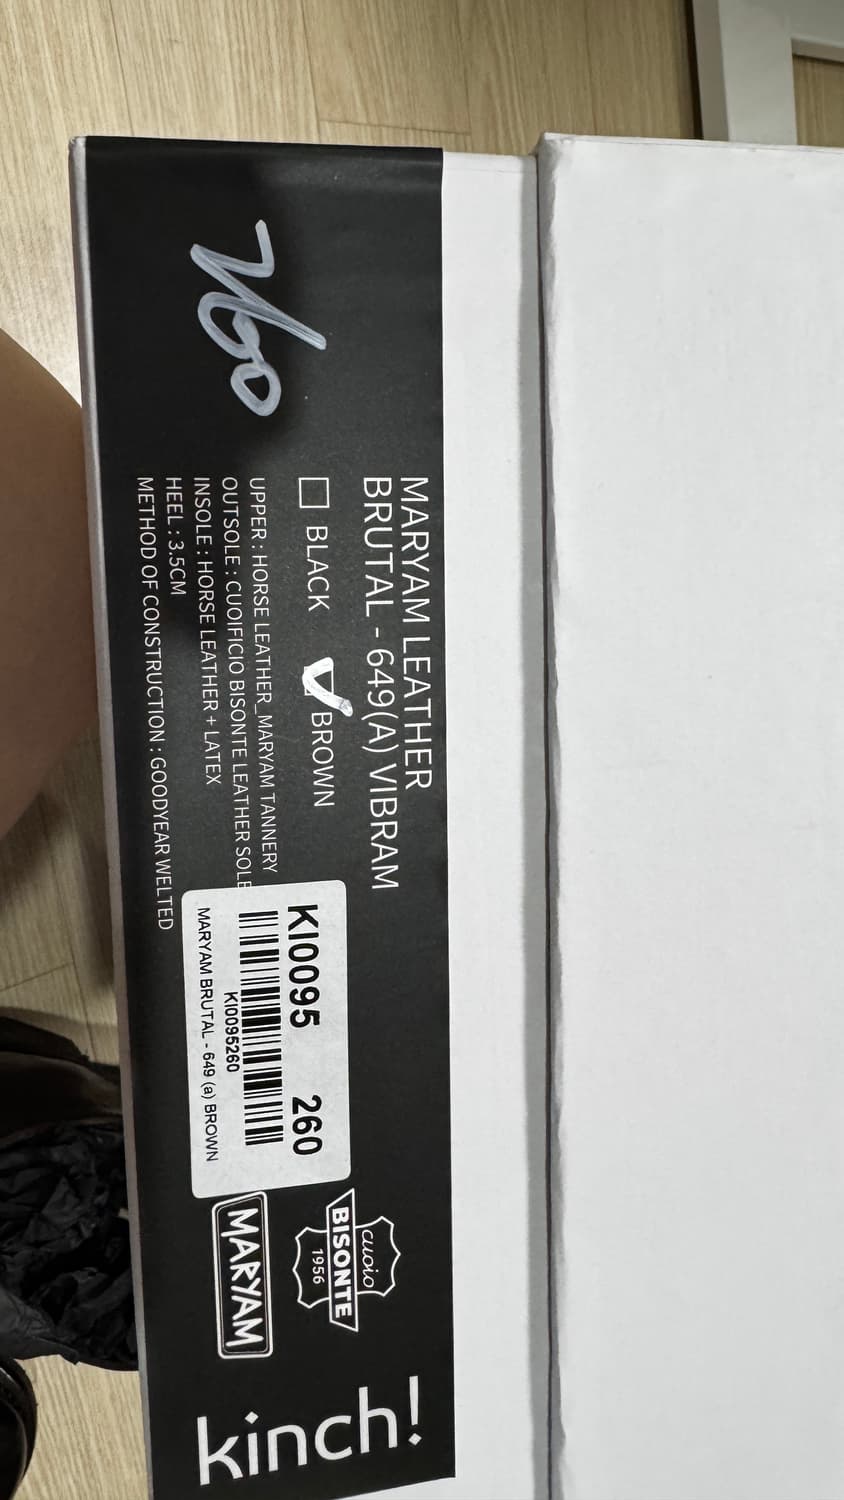 260
MARYAM LEATHER
BRUTAL - 649(A) VIBRAM
BLACK BROWN
UPPER : HORSE LEATHER_MARYAM TANNERY
OUTSOLE : CUOIFICIO BISONTE LEATHER SOLE
INSOLE : HORSE LEATHER + LATEX
HEEL : 3.5CM
METHOD OF CONSTRUCTION : GOODYEAR WELTED
KI0095 260
KI0095260
MARYAM BRUTAL - 649 (a) BROWN
cuoio
BISONTE
1956
MARYAM
kinch!